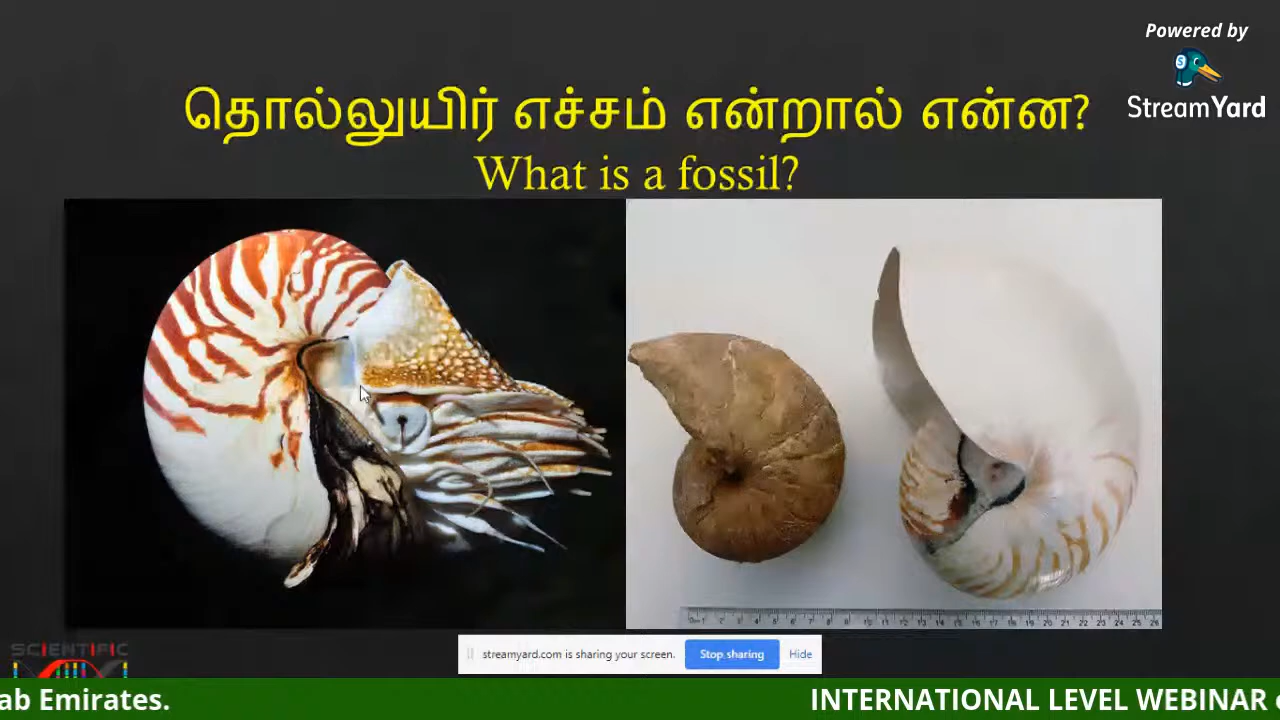 Powered by
StreamYard
தொல்லுயிர் எச்சம் என்றால் என்ன?
What is a fossil?
SCIENTIFIC
streamyard.com is sharing your screen.
Stop sharing
Hide
ab Emirates.
INTERNATIONAL LEVEL WEBINAR